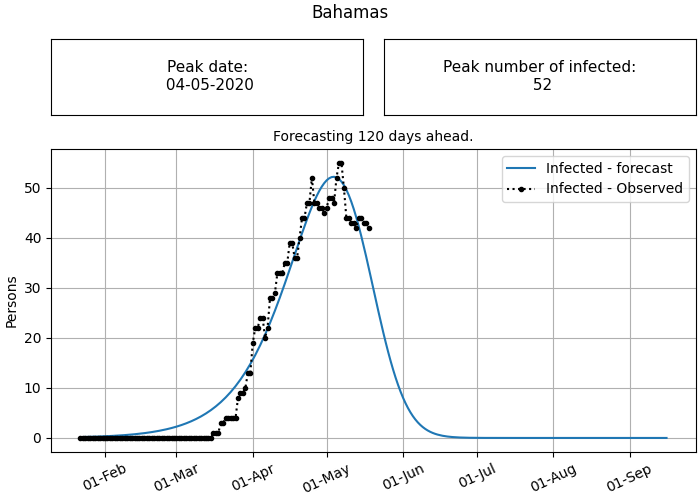 Bahamas
Peak date:
04-05-2020
Peak number of infected:
52
Forecasting 120 days ahead.
Infected - forecast
Infected - Observed
Persons
50
40
30
20
10
0
01-Feb
01-Mar
01-Apr
01-May
01-Jun
01-Jul
01-Aug
01-Sep